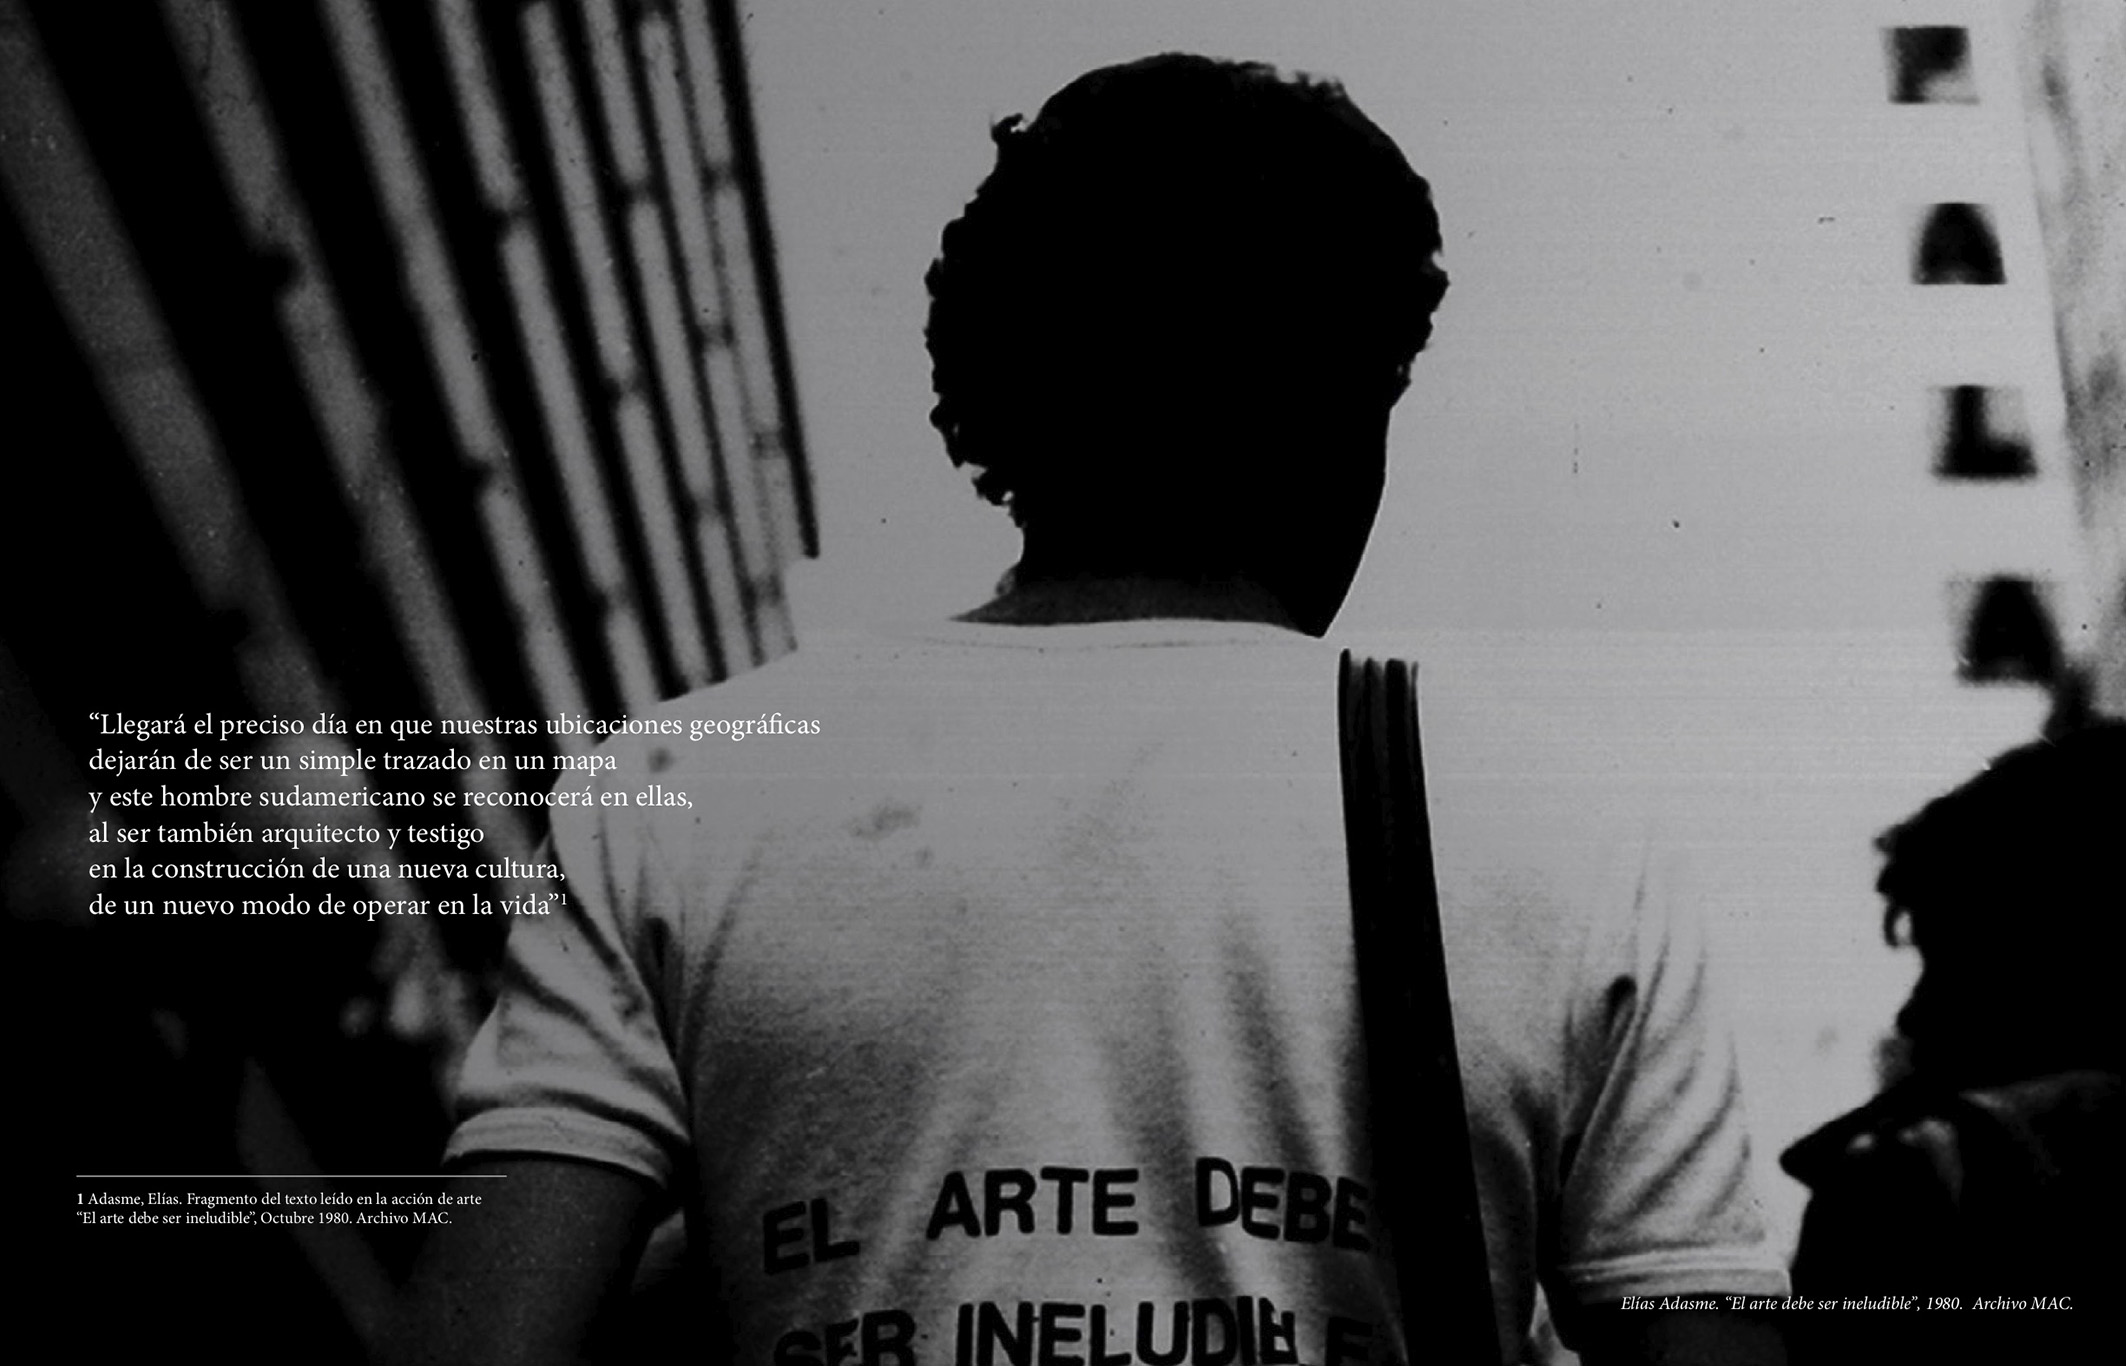 P
A
L
A
“Llegará el preciso día en que nuestras ubicaciones geográficas
dejarán de ser un simple trazado en un mapa
y este hombre sudamericano se reconocerá en ellas,
al ser también arquitecto y testigo
en la construcción de una nueva cultura,
de un nuevo modo de operar en la vida”¹
EL ARTE DEBE
SER INELUDIBLE
1 Adasme, Elías. Fragmento del texto leído en la acción de arte
“El arte debe ser ineludible”, Octubre 1980. Archivo MAC.
Elías Adasme. “El arte debe ser ineludible”, 1980. Archivo MAC.